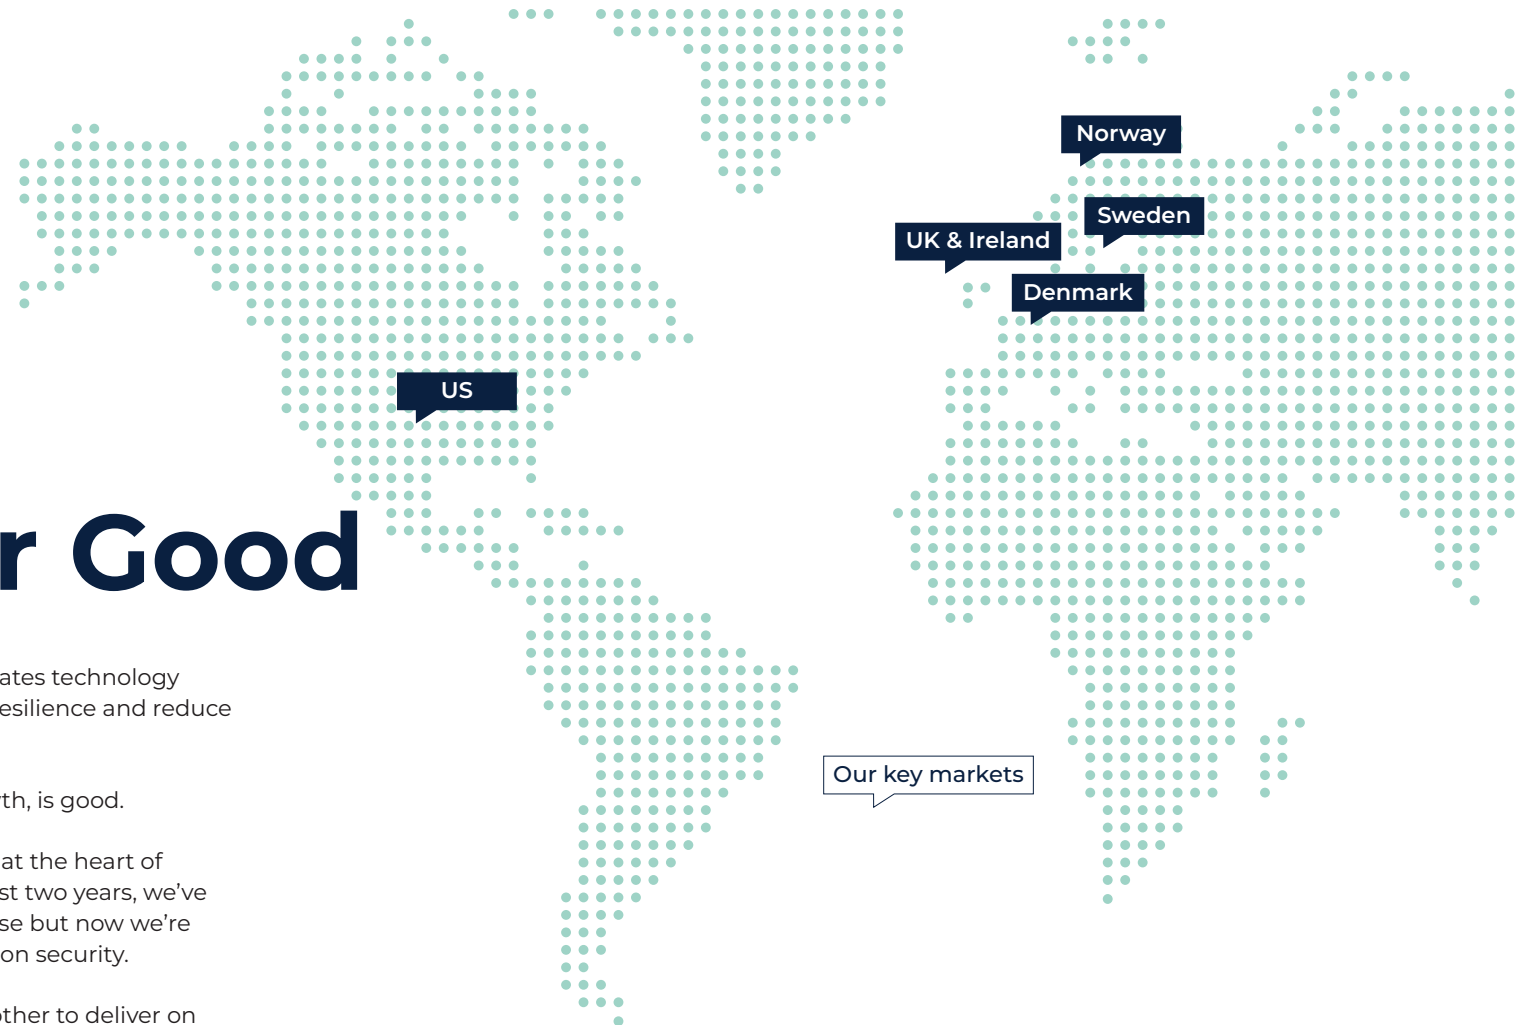 Norway
Sweden
UK & Ireland
Denmark
US
r Good
ates technology
esilience and reduce
th, is good.
at the heart of
st two years, we’ve
se but now we’re
on security.
other to deliver on
Our key markets